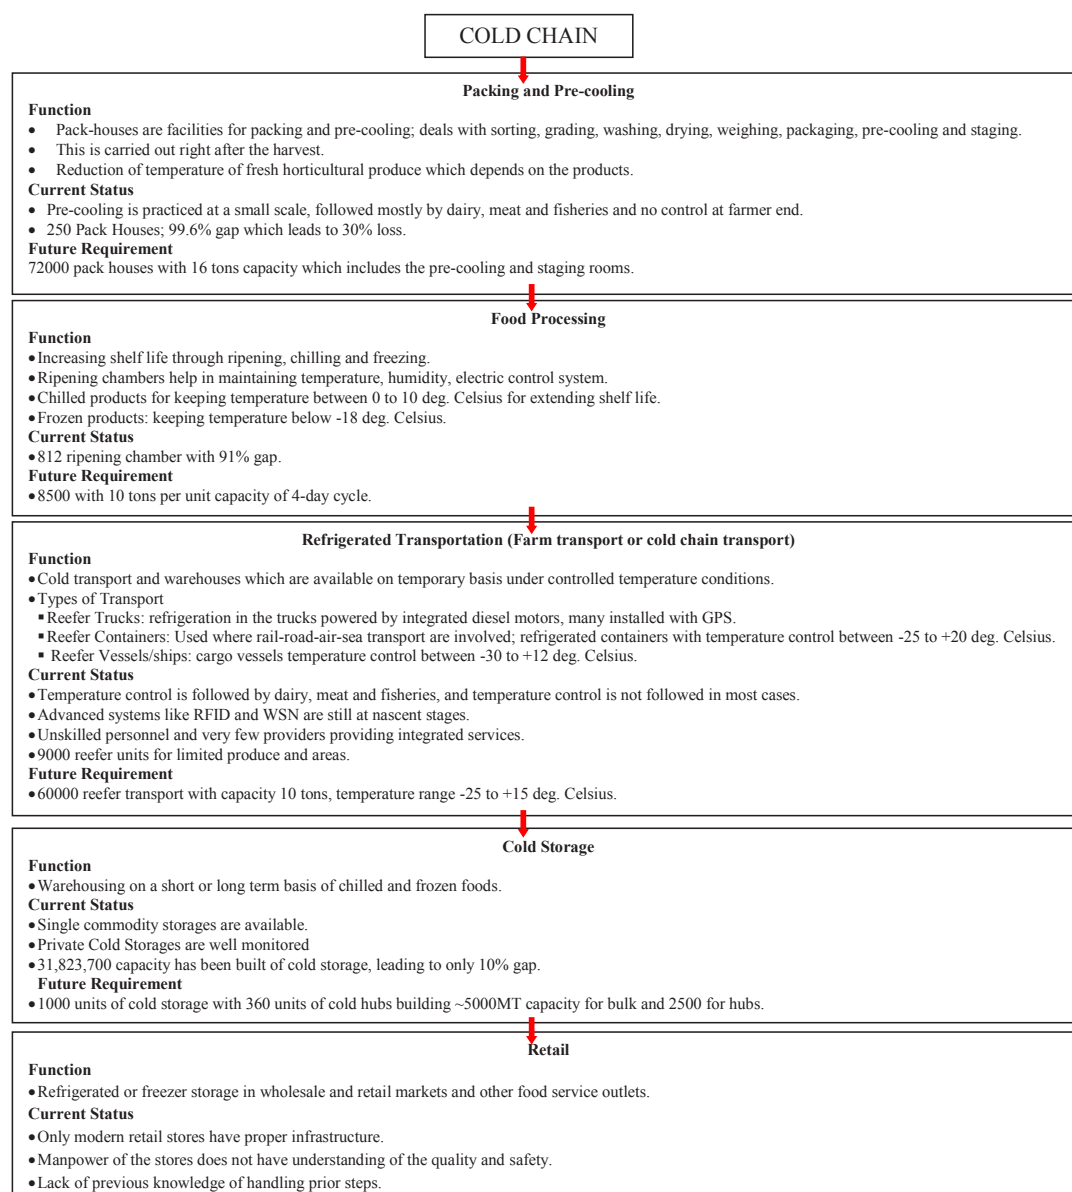 COLD CHAIN
Packing and Pre-cooling
Function
• Pack-houses are facilities for packing and pre-cooling; deals with sorting, grading, washing, drying, weighing, packaging, pre-cooling and staging.
• This is carried out right after the harvest.
• Reduction of temperature of fresh horticultural produce which depends on the products.
Current Status
• Pre-cooling is practiced at a small scale, followed mostly by dairy, meat and fisheries and no control at farmer end.
• 250 Pack Houses; 99.6% gap which leads to 30% loss.
Future Requirement
72000 pack houses with 16 tons capacity which includes the pre-cooling and staging rooms.
Food Processing
Function
• Increasing shelf life through ripening, chilling and freezing.
• Ripening chambers help in maintaining temperature, humidity, electric control system.
• Chilled products for keeping temperature between 0 to 10 deg. Celsius for extending shelf life.
• Frozen products: keeping temperature below -18 deg. Celsius.
Current Status
• 812 ripening chamber with 91% gap.
Future Requirement
• 8500 with 10 tons per unit capacity of 4-day cycle.
Refrigerated Transportation (Farm transport or cold chain transport)
Function
• Cold transport and warehouses which are available on temporary basis under controlled temperature conditions.
• Types of Transport
▪ Reefer Trucks: refrigeration in the trucks powered by integrated diesel motors, many installed with GPS.
▪ Reefer Containers: Used where rail-road-air-sea transport are involved; refrigerated containers with temperature control between -25 to +20 deg. Celsius.
▪ Reefer Vessels/ships: cargo vessels temperature control between -30 to +12 deg. Celsius.
Current Status
• Temperature control is followed by dairy, meat and fisheries, and temperature control is not followed in most cases.
• Advanced systems like RFID and WSN are still at nascent stages.
• Unskilled personnel and very few providers providing integrated services.
• 9000 reefer units for limited produce and areas.
Future Requirement
• 60000 reefer transport with capacity 10 tons, temperature range -25 to +15 deg. Celsius.
Cold Storage
Function
• Warehousing on a short or long term basis of chilled and frozen foods.
Current Status
• Single commodity storages are available.
• Private Cold Storages are well monitored
• 31,823,700 capacity has been built of cold storage, leading to only 10% gap.
Future Requirement
• 1000 units of cold storage with 360 units of cold hubs building ~5000MT capacity for bulk and 2500 for hubs.
Retail
Function
• Refrigerated or freezer storage in wholesale and retail markets and other food service outlets.
Current Status
• Only modern retail stores have proper infrastructure.
• Manpower of the stores does not have understanding of the quality and safety.
• Lack of previous knowledge of handling prior steps.